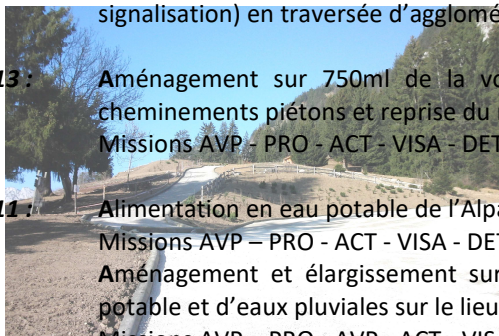 signalisation) en traversée d'agglomé
13 : Aménagement sur 750ml de la vo
cheminements piétons et reprise du
Missions AVP - PRO - ACT - VISA - DET
11 : Alimentation en eau potable de l'Alpa
Missions AVP – PRO - ACT - VISA - DET
Aménagement et élargissement sur
potable et d'eaux pluviales sur le lieu
Missions AVP - PRO - AVP - ACT - VIS